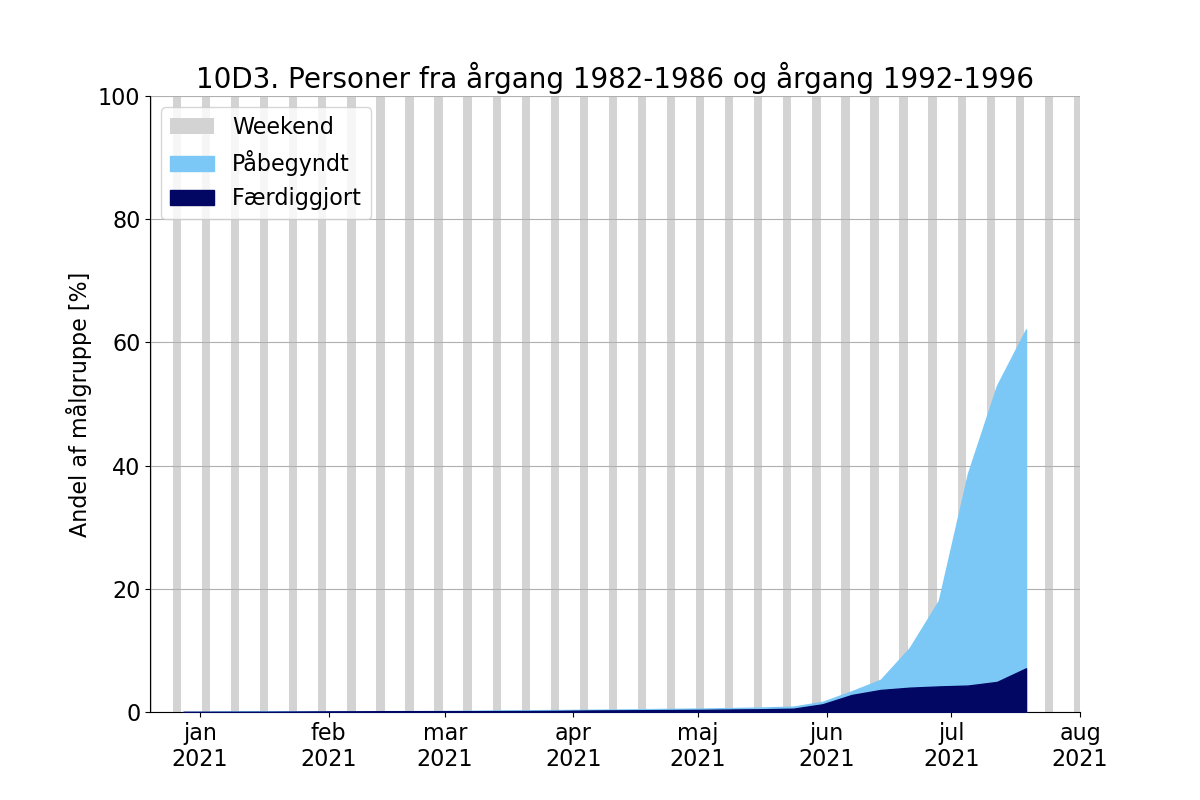 10D3. Personer fra årgang 1982-1986 og årgang 1992-1996
100
80
60
40
20
0
Andel af målgruppe [%]
Weekend
Påbegyndt
Færdiggjort
jan feb mar apr maj jun jul aug
2021 2021 2021 2021 2021 2021 2021 2021